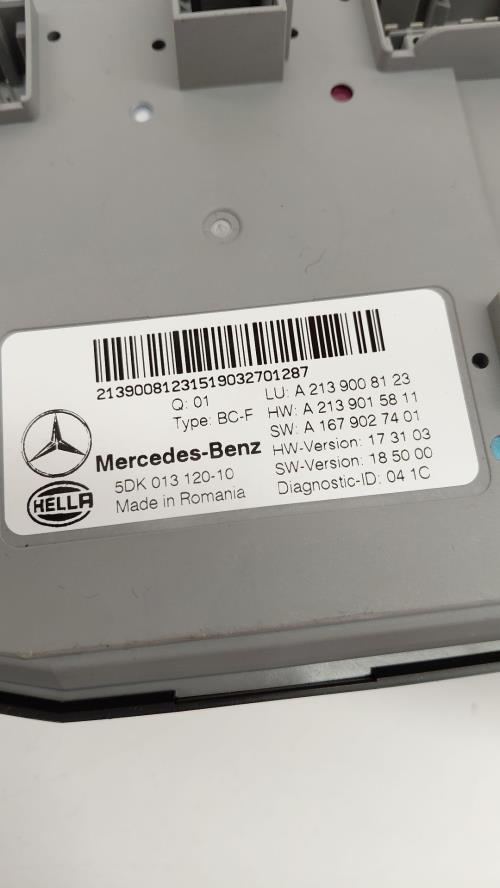 21390081231519032701287
Q: 01
Type: BC-F
LU: A 213 900 81 23
HW: A 213 901 58 11
SW: A 167 902 74 01
HW-Version: 17 31 03
SW-Version: 18 50 00
Diagnostic-ID: 04 1C
Mercedes-Benz
5DK 013 120-10
Made in Romania
HELLA